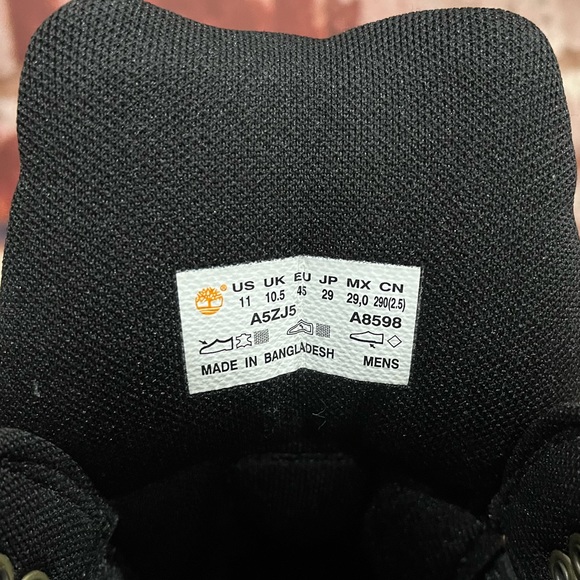 US UK EU JP MX CN
11 10.5 45 29 29,0 290(2.5)
A5ZJ5 A8598
MADE IN BANGLADESH MENS